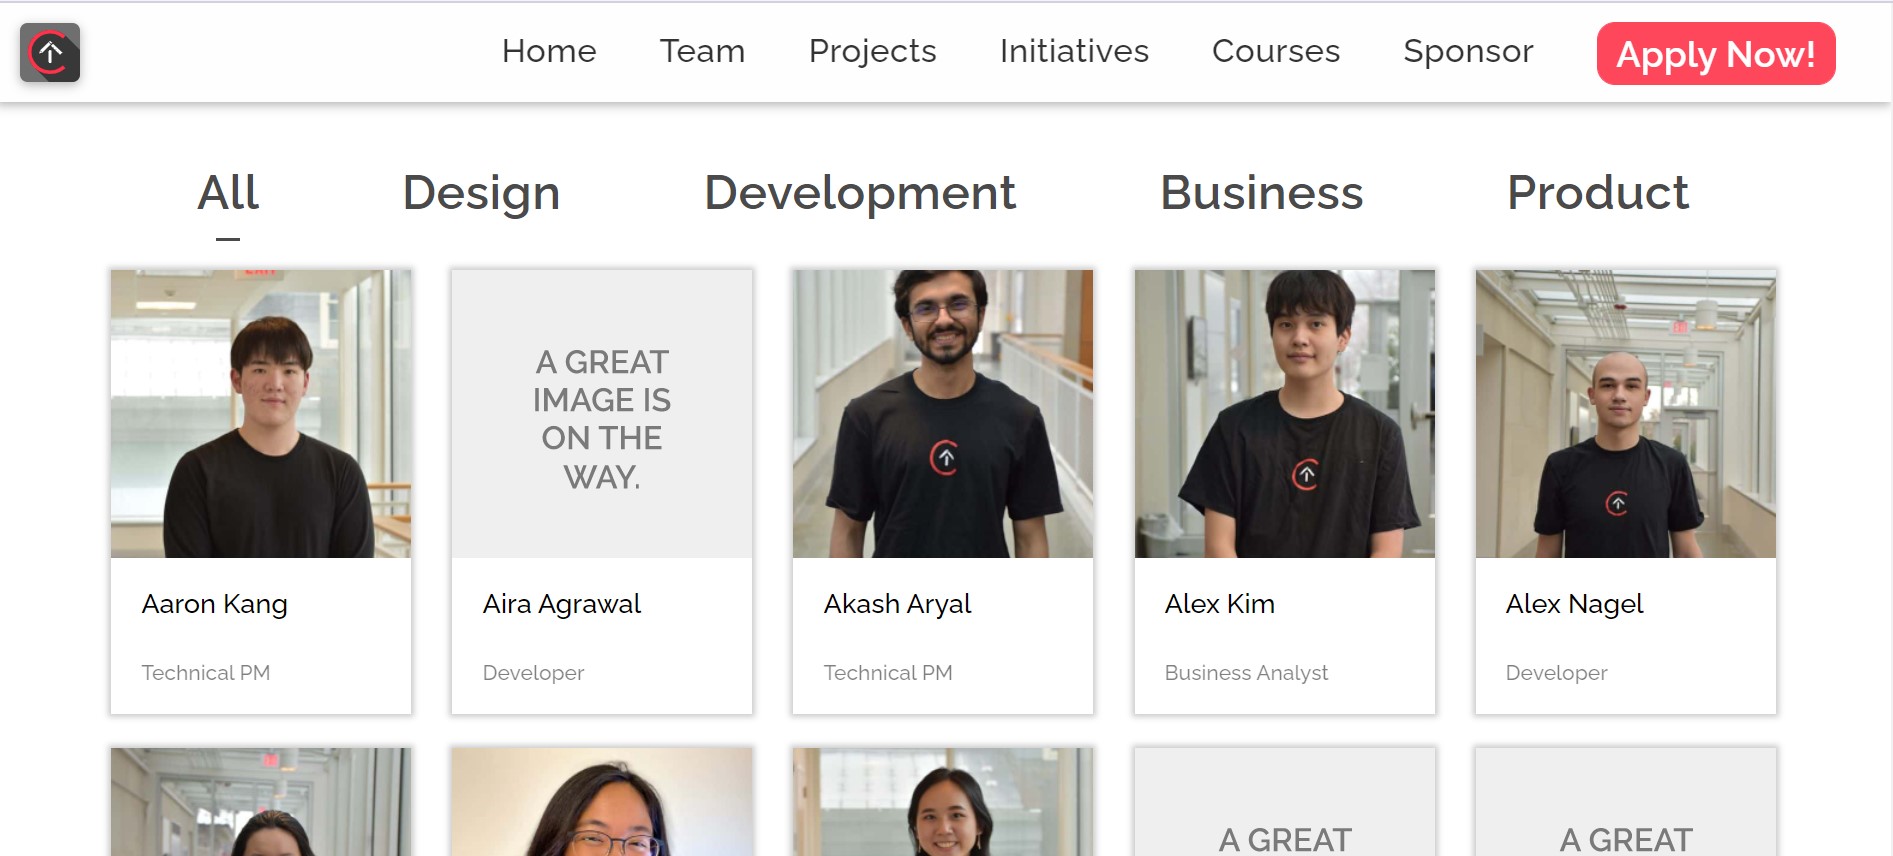 Home Team Projects Initiatives Courses Sponsor Apply Now!
All Design Development Business Product
EXIT
A GREAT
IMAGE IS
ON THE
WAY.
Aaron Kang
Technical PM
Aira Agrawal
Developer
Akash Aryal
Technical PM
Alex Kim
Business Analyst
Alex Nagel
Developer
A GREAT
A GREAT